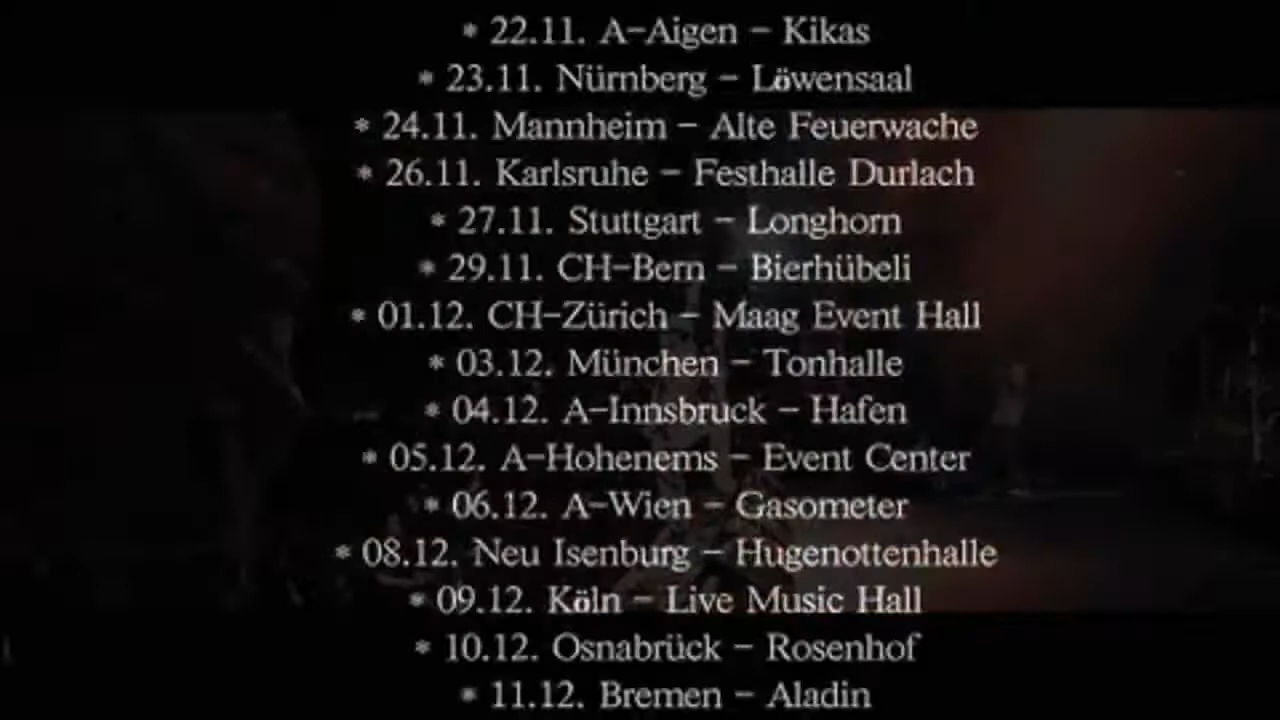 * 22.11. A-Aigen - Kikas
* 23.11. Nürnberg - Löwensaal
* 24.11. Mannheim - Alte Feuerwache
* 26.11. Karlsruhe - Festhalle Durlach
* 27.11. Stuttgart - Longhorn
* 29.11. CH-Bern - Bierhübeli
* 01.12. CH-Zürich - Maag Event Hall
* 03.12. München - Tonhalle
* 04.12. A-Innsbruck - Hafen
* 05.12. A-Hohenems - Event Center
* 06.12. A-Wien - Gasometer
* 08.12. Neu Isenburg - Hugenottenhalle
* 09.12. Köln - Live Music Hall
* 10.12. Osnabrück - Rosenhof
* 11.12. Bremen - Aladin